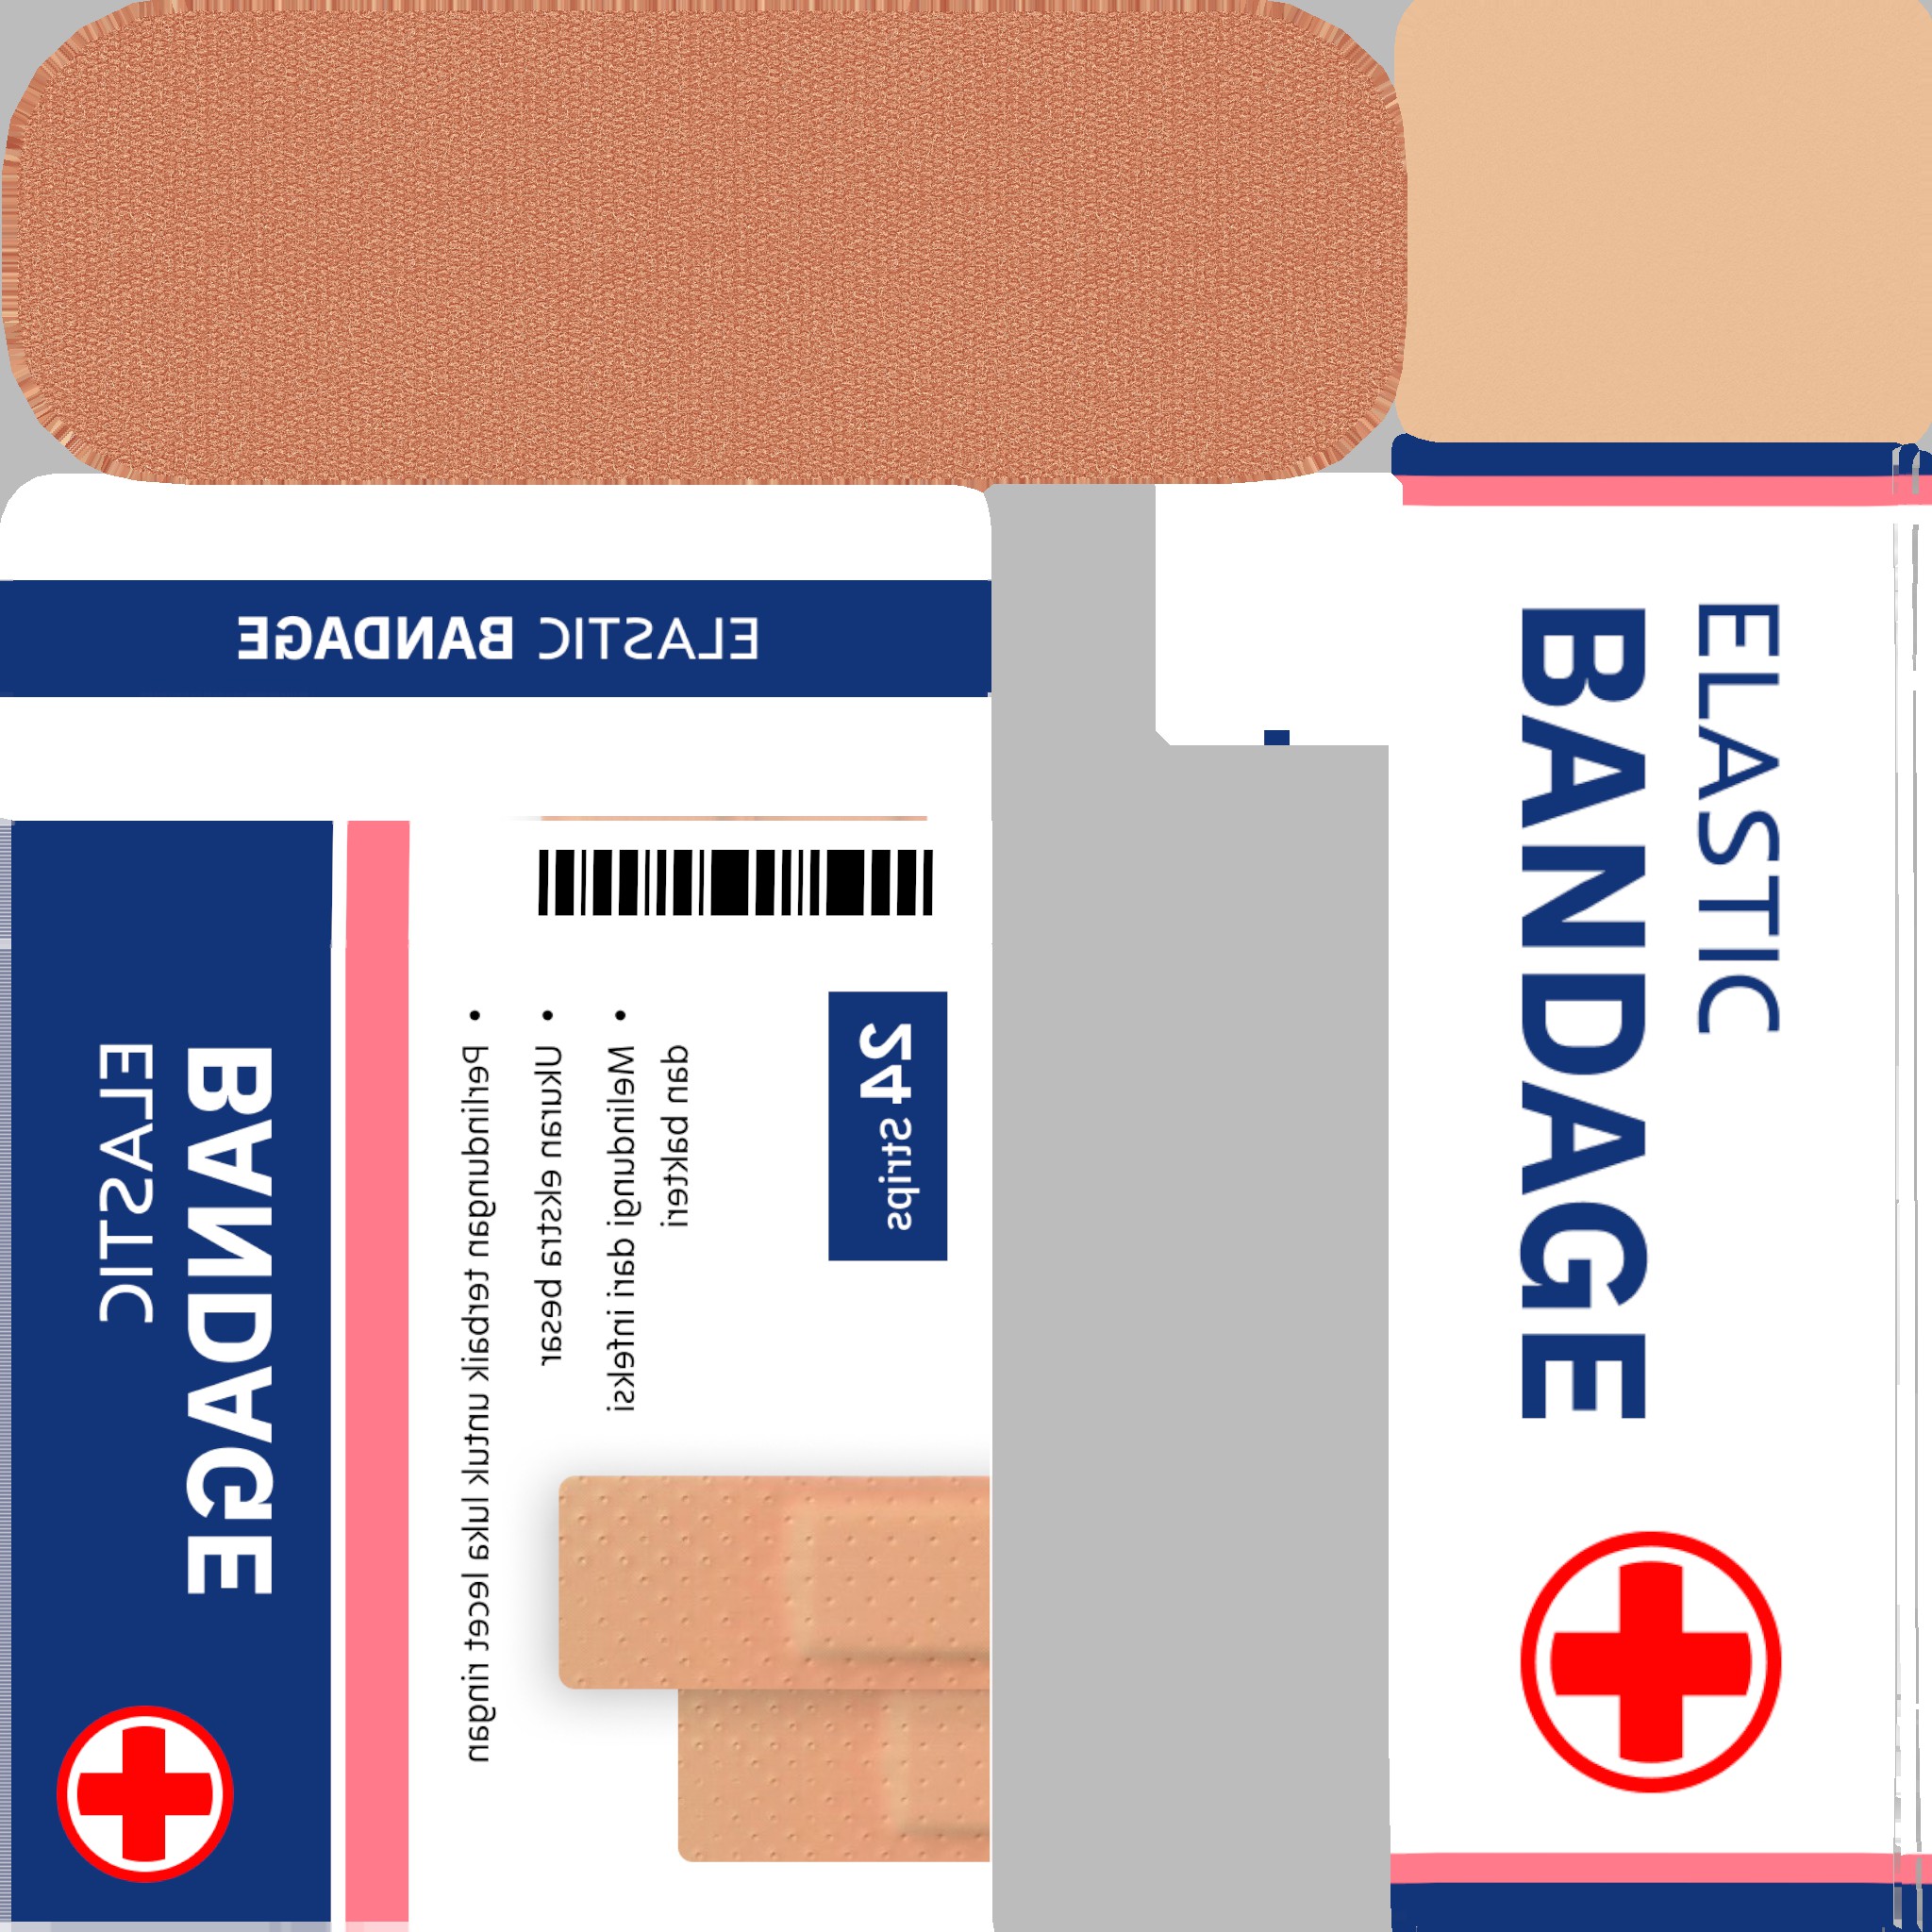 ELASTIC BANDAGE
ELASTIC
BANDAGE
• Perlindungan terbaik untuk luka lecet ringan
• Ukuran ekstra besar
• Melindungi dari infeksi
dan bakteri
24 Strips
ELASTIC
BANDAGE